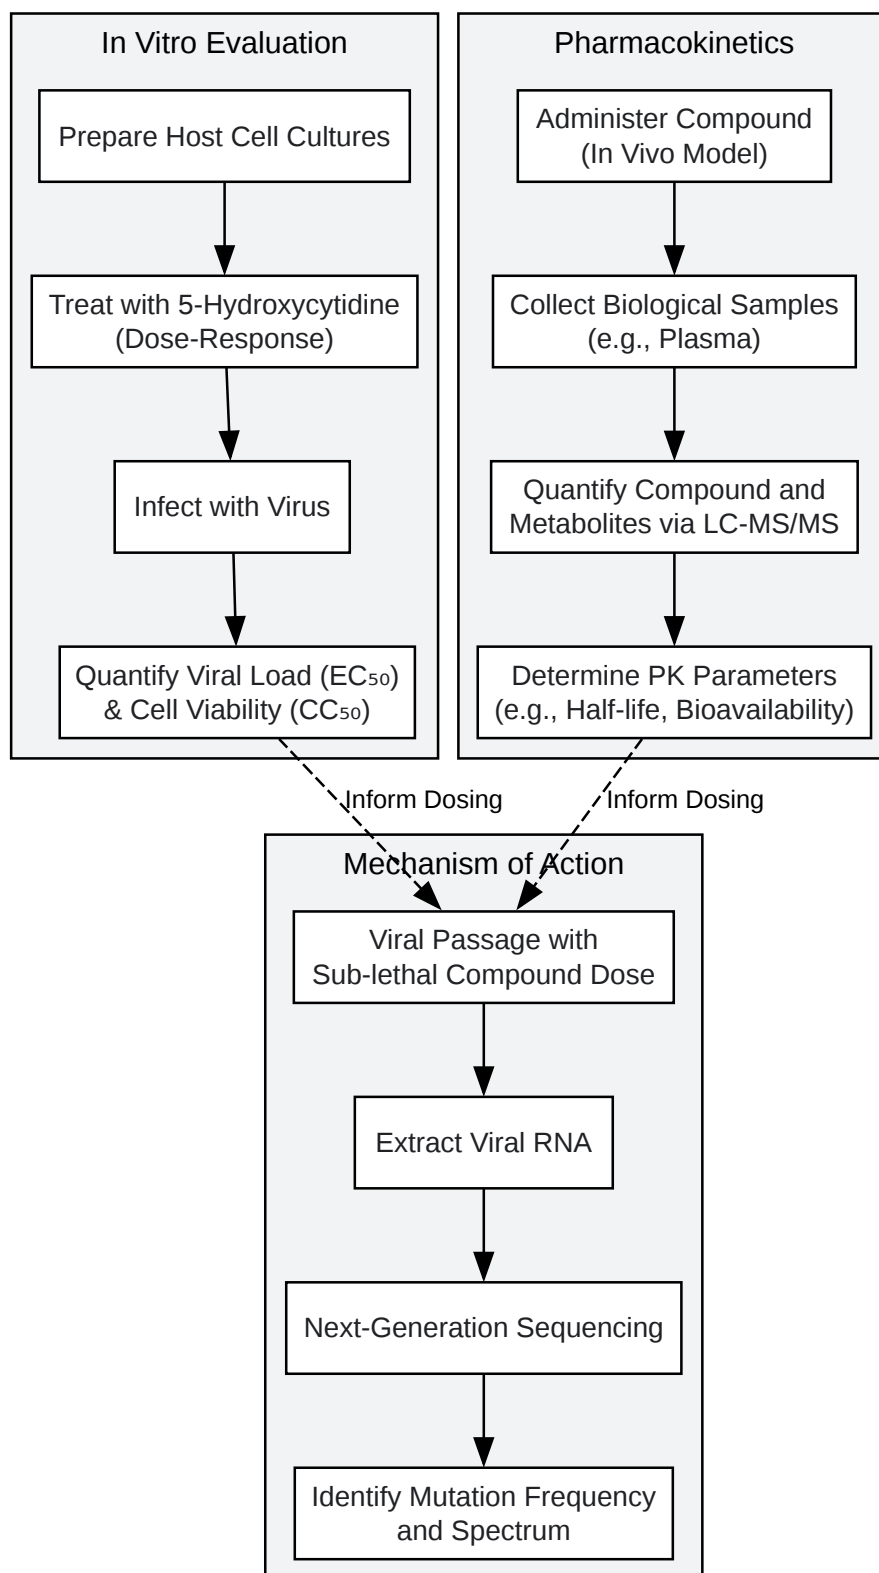 In Vitro Evaluation
Prepare Host Cell Cultures
Treat with 5-Hydroxycytidine
(Dose-Response)
Infect with Virus
Quantify Viral Load (EC₅₀)
& Cell Viability (CC₅₀)
Pharmacokinetics
Administer Compound
(In Vivo Model)
Collect Biological Samples
(e.g., Plasma)
Quantify Compound and
Metabolites via LC-MS/MS
Determine PK Parameters
(e.g., Half-life, Bioavailability)
Inform Dosing
Inform Dosing
Mechanism of Action
Viral Passage with
Sub-lethal Compound Dose
Extract Viral RNA
Next-Generation Sequencing
Identify Mutation Frequency
and Spectrum